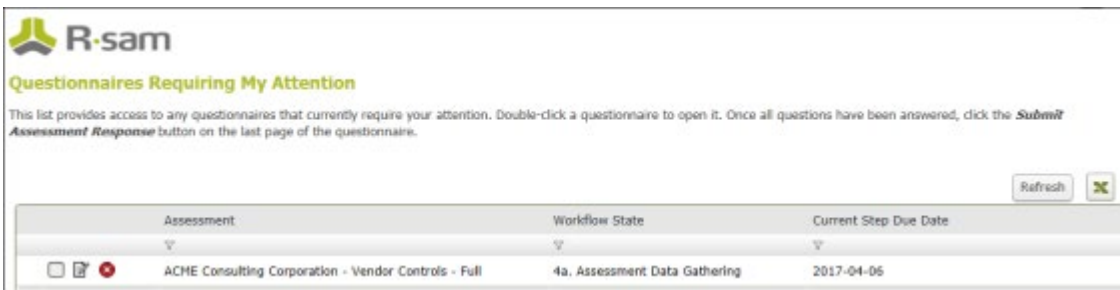 R·sam
Questionnaires Requiring My Attention
This list provides access to any questionnaires that currently require your attention. Double-click a questionnaire to open it. Once all questions have been answered, click the Submit
Assessment Response button on the last page of the questionnaire.
Refresh
Assessment Workflow State Current Step Due Date
ACME Consulting Corporation - Vendor Controls - Full 4a. Assessment Data Gathering 2017-04-06